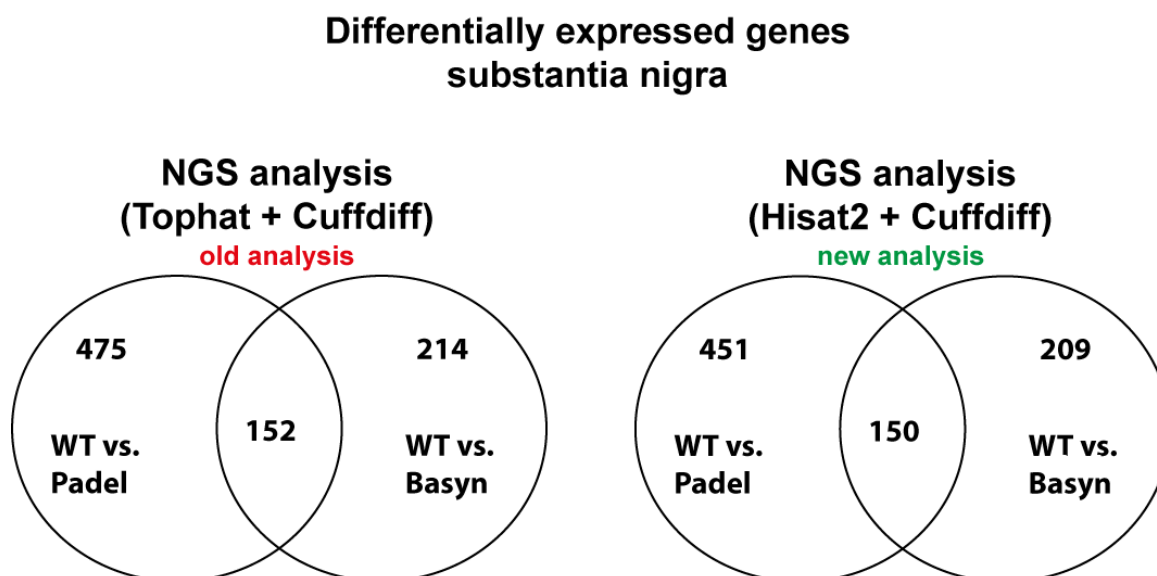 Differentially expressed genes
substantia nigra
NGS analysis
(Tophat + Cuffdiff)
old analysis
475
214
152
WT vs.
Padel
WT vs.
Basyn
NGS analysis
(Hisat2 + Cuffdiff)
new analysis
451
209
150
WT vs.
Padel
WT vs.
Basyn